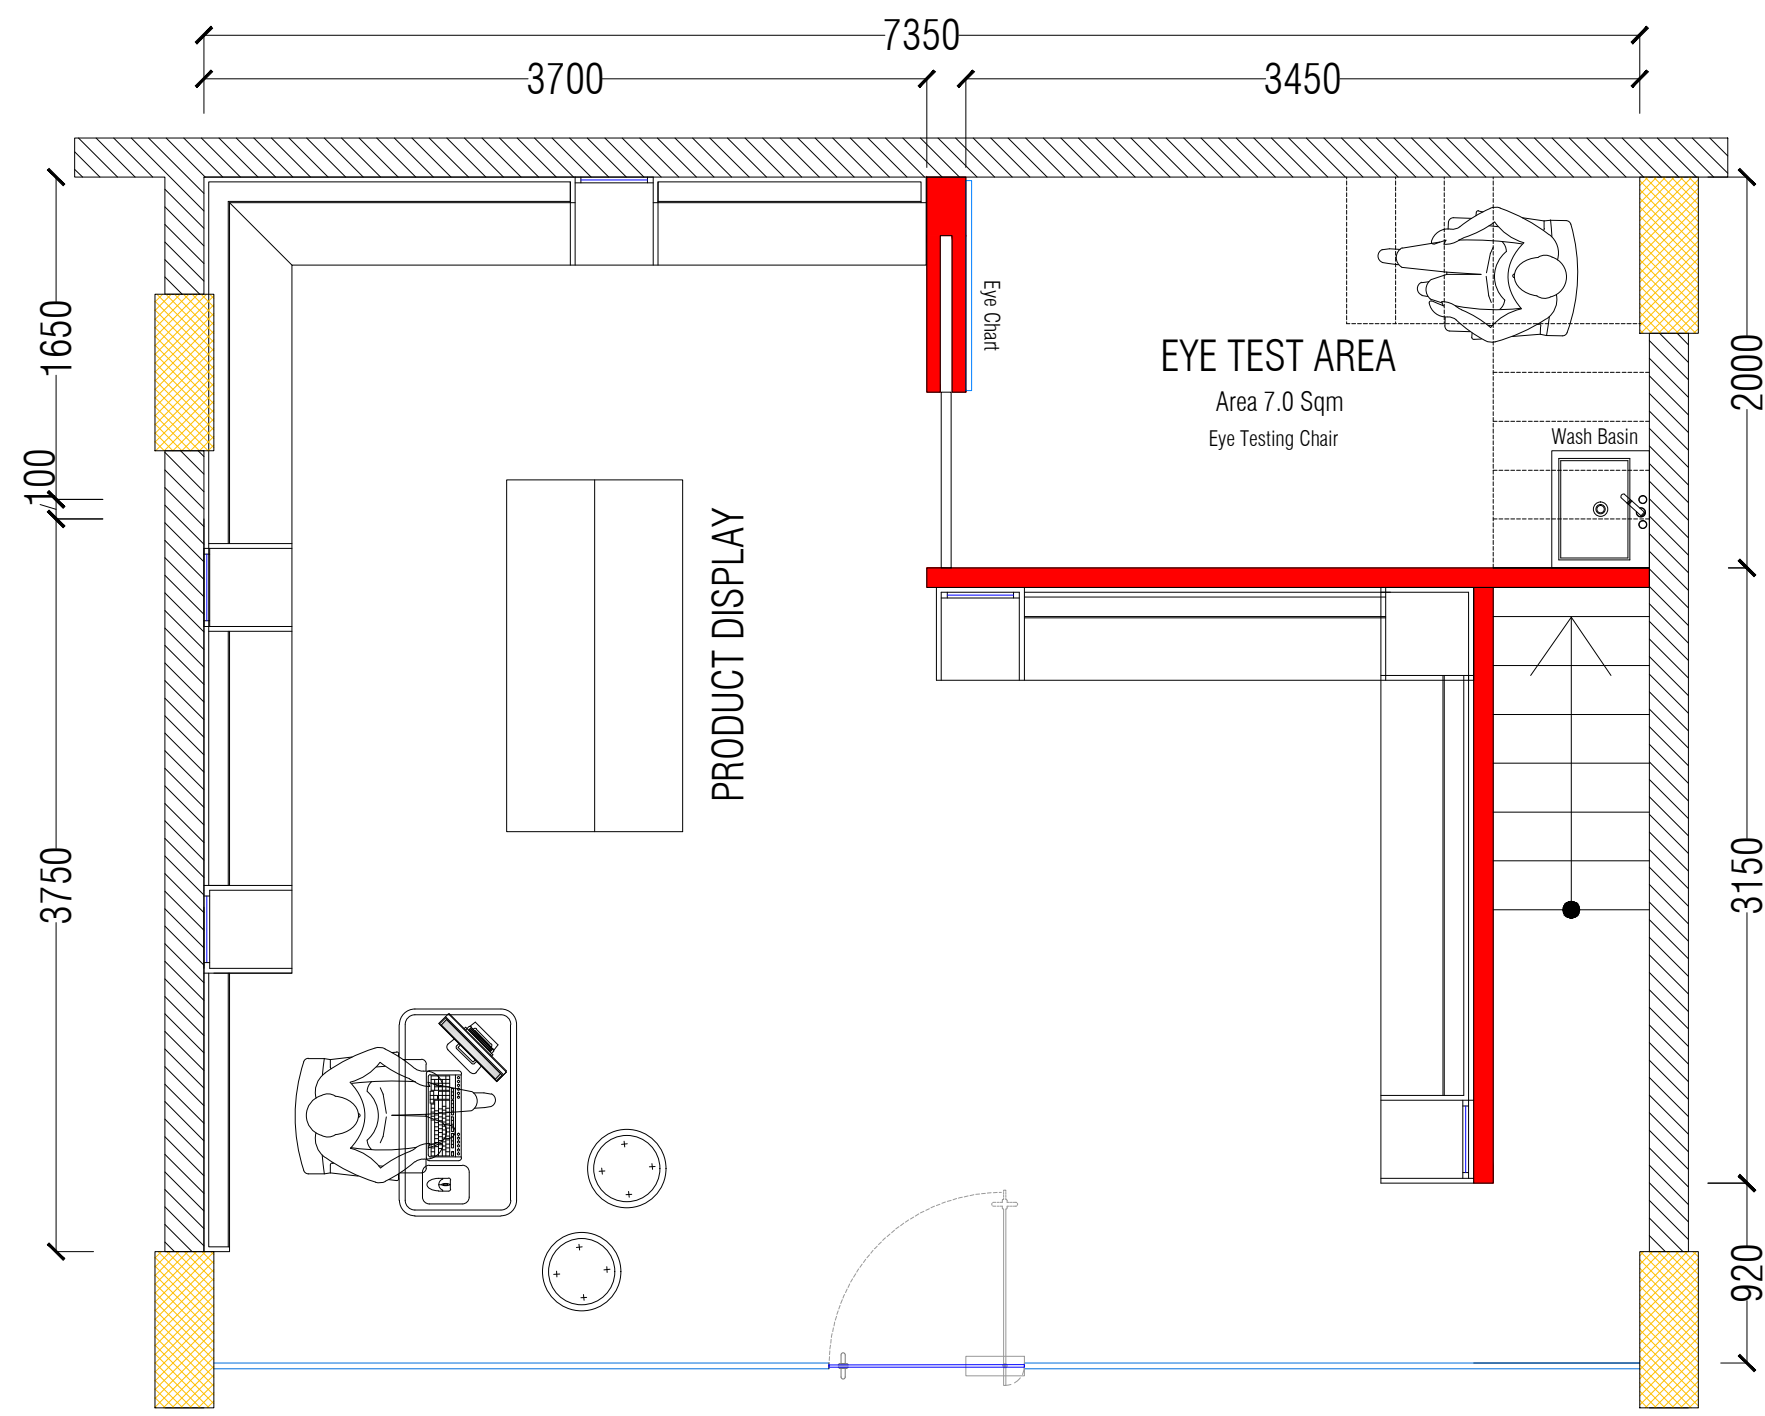 7350
3700
3450
1650
100
3750
2000
3150
920
Eye Chart
EYE TEST AREA
Area 7.0 Sqm
Eye Testing Chair
Wash Basin
PRODUCT DISPLAY